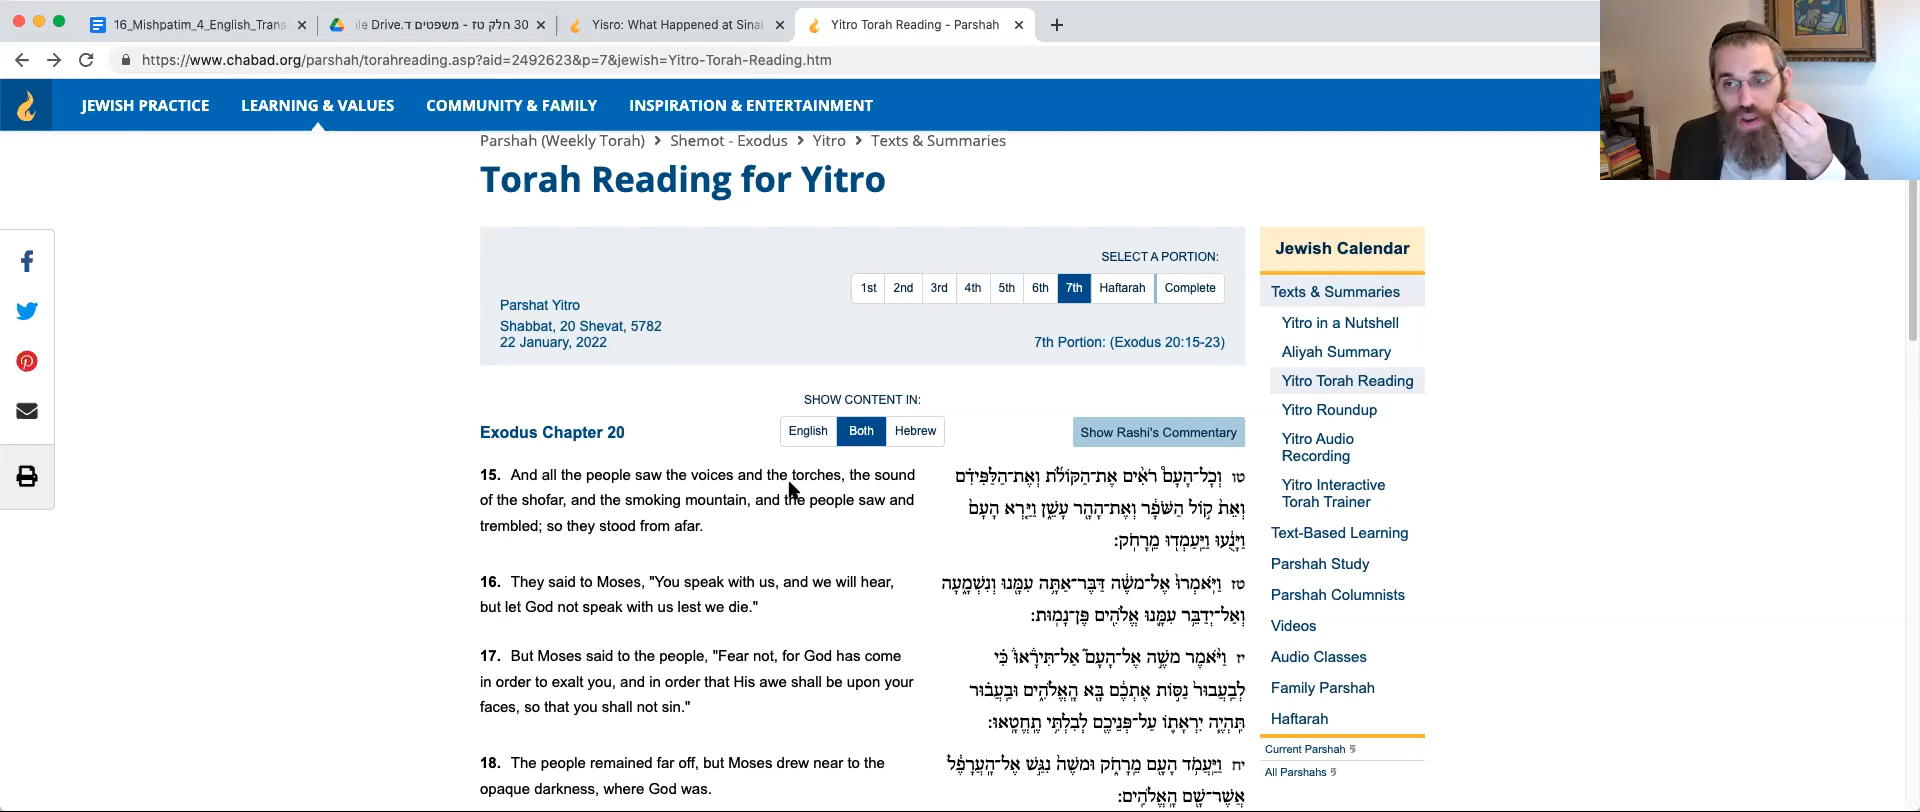 16_Mishpatim_4_English_Trans
30 חלק טז - משפטים ד.le Drive
Yisro: What Happened at Sinai
Yitro Torah Reading - Parshah
https://www.chabad.org/parshah/torahreading.asp?aid=2492623&p=7&jewish=Yitro-Torah-Reading.htm
JEWISH PRACTICE LEARNING & VALUES COMMUNITY & FAMILY INSPIRATION & ENTERTAINMENT
Parshah (Weekly Torah) > Shemot - Exodus > Yitro > Texts & Summaries
Torah Reading for Yitro
SELECT A PORTION:
1st 2nd 3rd 4th 5th 6th 7th Haftarah Complete
Parshat Yitro
Shabbat, 20 Shevat, 5782
22 January, 2022
7th Portion: (Exodus 20:15-23)
SHOW CONTENT IN:
Exodus Chapter 20
English Both Hebrew
Show Rashi's Commentary
15. And all the people saw the voices and the torches, the sound
of the shofar, and the smoking mountain, and the people saw and
trembled; so they stood from afar.
טו וְכָל־הָעָם֩ רֹאִ֨ים אֶת־הַקּוֹלֹ֜ת וְאֶת־הַלַּפִּידִ֗ם
וְאֵת֙ ק֣וֹל הַשֹּׁפָ֔ר וְאֶת־הָהָ֖ר עָשֵׁ֑ן וַיַּ֤רְא הָעָם֙
וַיָּנֻ֔עוּ וַיַּֽעַמְד֖וּ מֵֽרָחֹֽק:
16. They said to Moses, "You speak with us, and we will hear,
but let God not speak with us lest we die."
טז וַיֹּֽאמְרוּ֙ אֶל־משֶׁ֔ה דַּבֶּר־אַתָּ֥ה עִמָּ֖נוּ וְנִשְׁמָ֑עָה
וְאַל־יְדַבֵּ֥ר עִמָּ֛נוּ אֱלֹהִ֖ים פֶּן־נָמֽוּת:
17. But Moses said to the people, "Fear not, for God has come
in order to exalt you, and in order that His awe shall be upon your
faces, so that you shall not sin."
יז וַיֹּ֨אמֶר משֶׁ֣ה אֶל־הָעָם֘ אַל־תִּירָ֒אוּ֒ כִּ֗י
לְבַֽעֲבוּר֙ נַסּ֣וֹת אֶתְכֶ֔ם בָּ֖א הָֽאֱלֹהִ֑ים וּבַֽעֲב֗וּר
תִּֽהְיֶ֧ה יִרְאָת֛וֹ עַל־פְּנֵיכֶ֖ם לְבִלְתִּ֥י תֶֽחֱטָֽאוּ:
18. The people remained far off, but Moses drew near to the
opaque darkness, where God was.
יח וַיַּֽעֲמֹ֥ד הָעָ֖ם מֵֽרָחֹ֑ק וּמשֶׁה֙ נִגַּ֣שׁ אֶל־הָֽעֲרָפֶ֔ל
אֲשֶׁר־שָׁ֖ם הָֽאֱלֹהִֽים:
Jewish Calendar
Texts & Summaries
Yitro in a Nutshell
Aliyah Summary
Yitro Torah Reading
Yitro Roundup
Yitro Audio
Recording
Yitro Interactive
Torah Trainer
Text-Based Learning
Parshah Study
Parshah Columnists
Videos
Audio Classes
Family Parshah
Haftarah
Current Parshah
All Parshahs